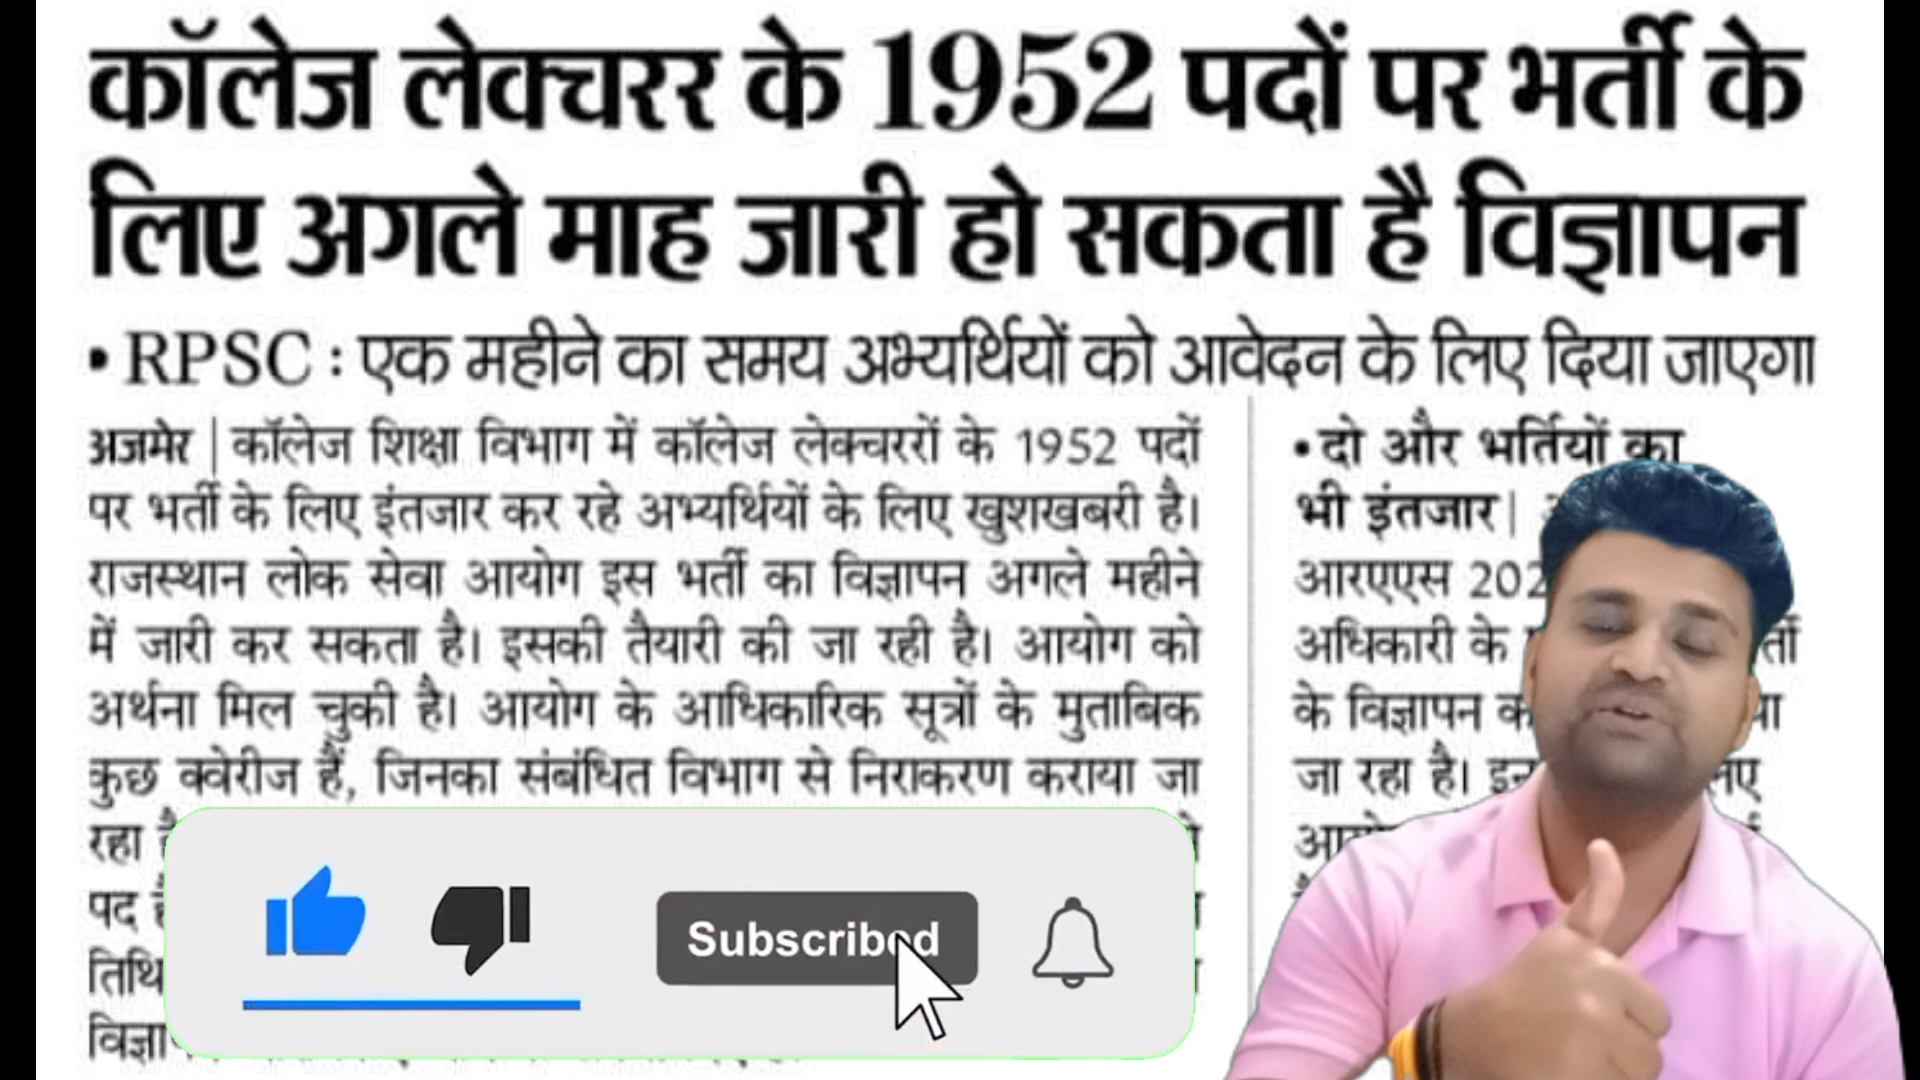 कॉलेज लेक्चरर के 1952 पदों पर भर्ती के
लिए अगले माह जारी हो सकता है विज्ञापन
• RPSC : एक महीने का समय अभ्यर्थियों को आवेदन के लिए दिया जाएगा
अजमेर | कॉलेज शिक्षा विभाग में कॉलेज लेक्चररों के 1952 पदों
पर भर्ती के लिए इंतजार कर रहे अभ्यर्थियों के लिए खुशखबरी है।
राजस्थान लोक सेवा आयोग इस भर्ती का विज्ञापन अगले महीने
में जारी कर सकता है। इसकी तैयारी की जा रही है। आयोग को
अर्थना मिल चुकी है। आयोग के आधिकारिक सूत्रों के मुताबिक
कुछ क्वेरीज हैं, जिनका संबंधित विभाग से निराकरण कराया जा
रहा
पद
तिथि
• दो और भर्तियों का
भी इंतजार |
आरएएस 202
अधिकारी के
के विज्ञापन
जा रहा है।
Subscribed